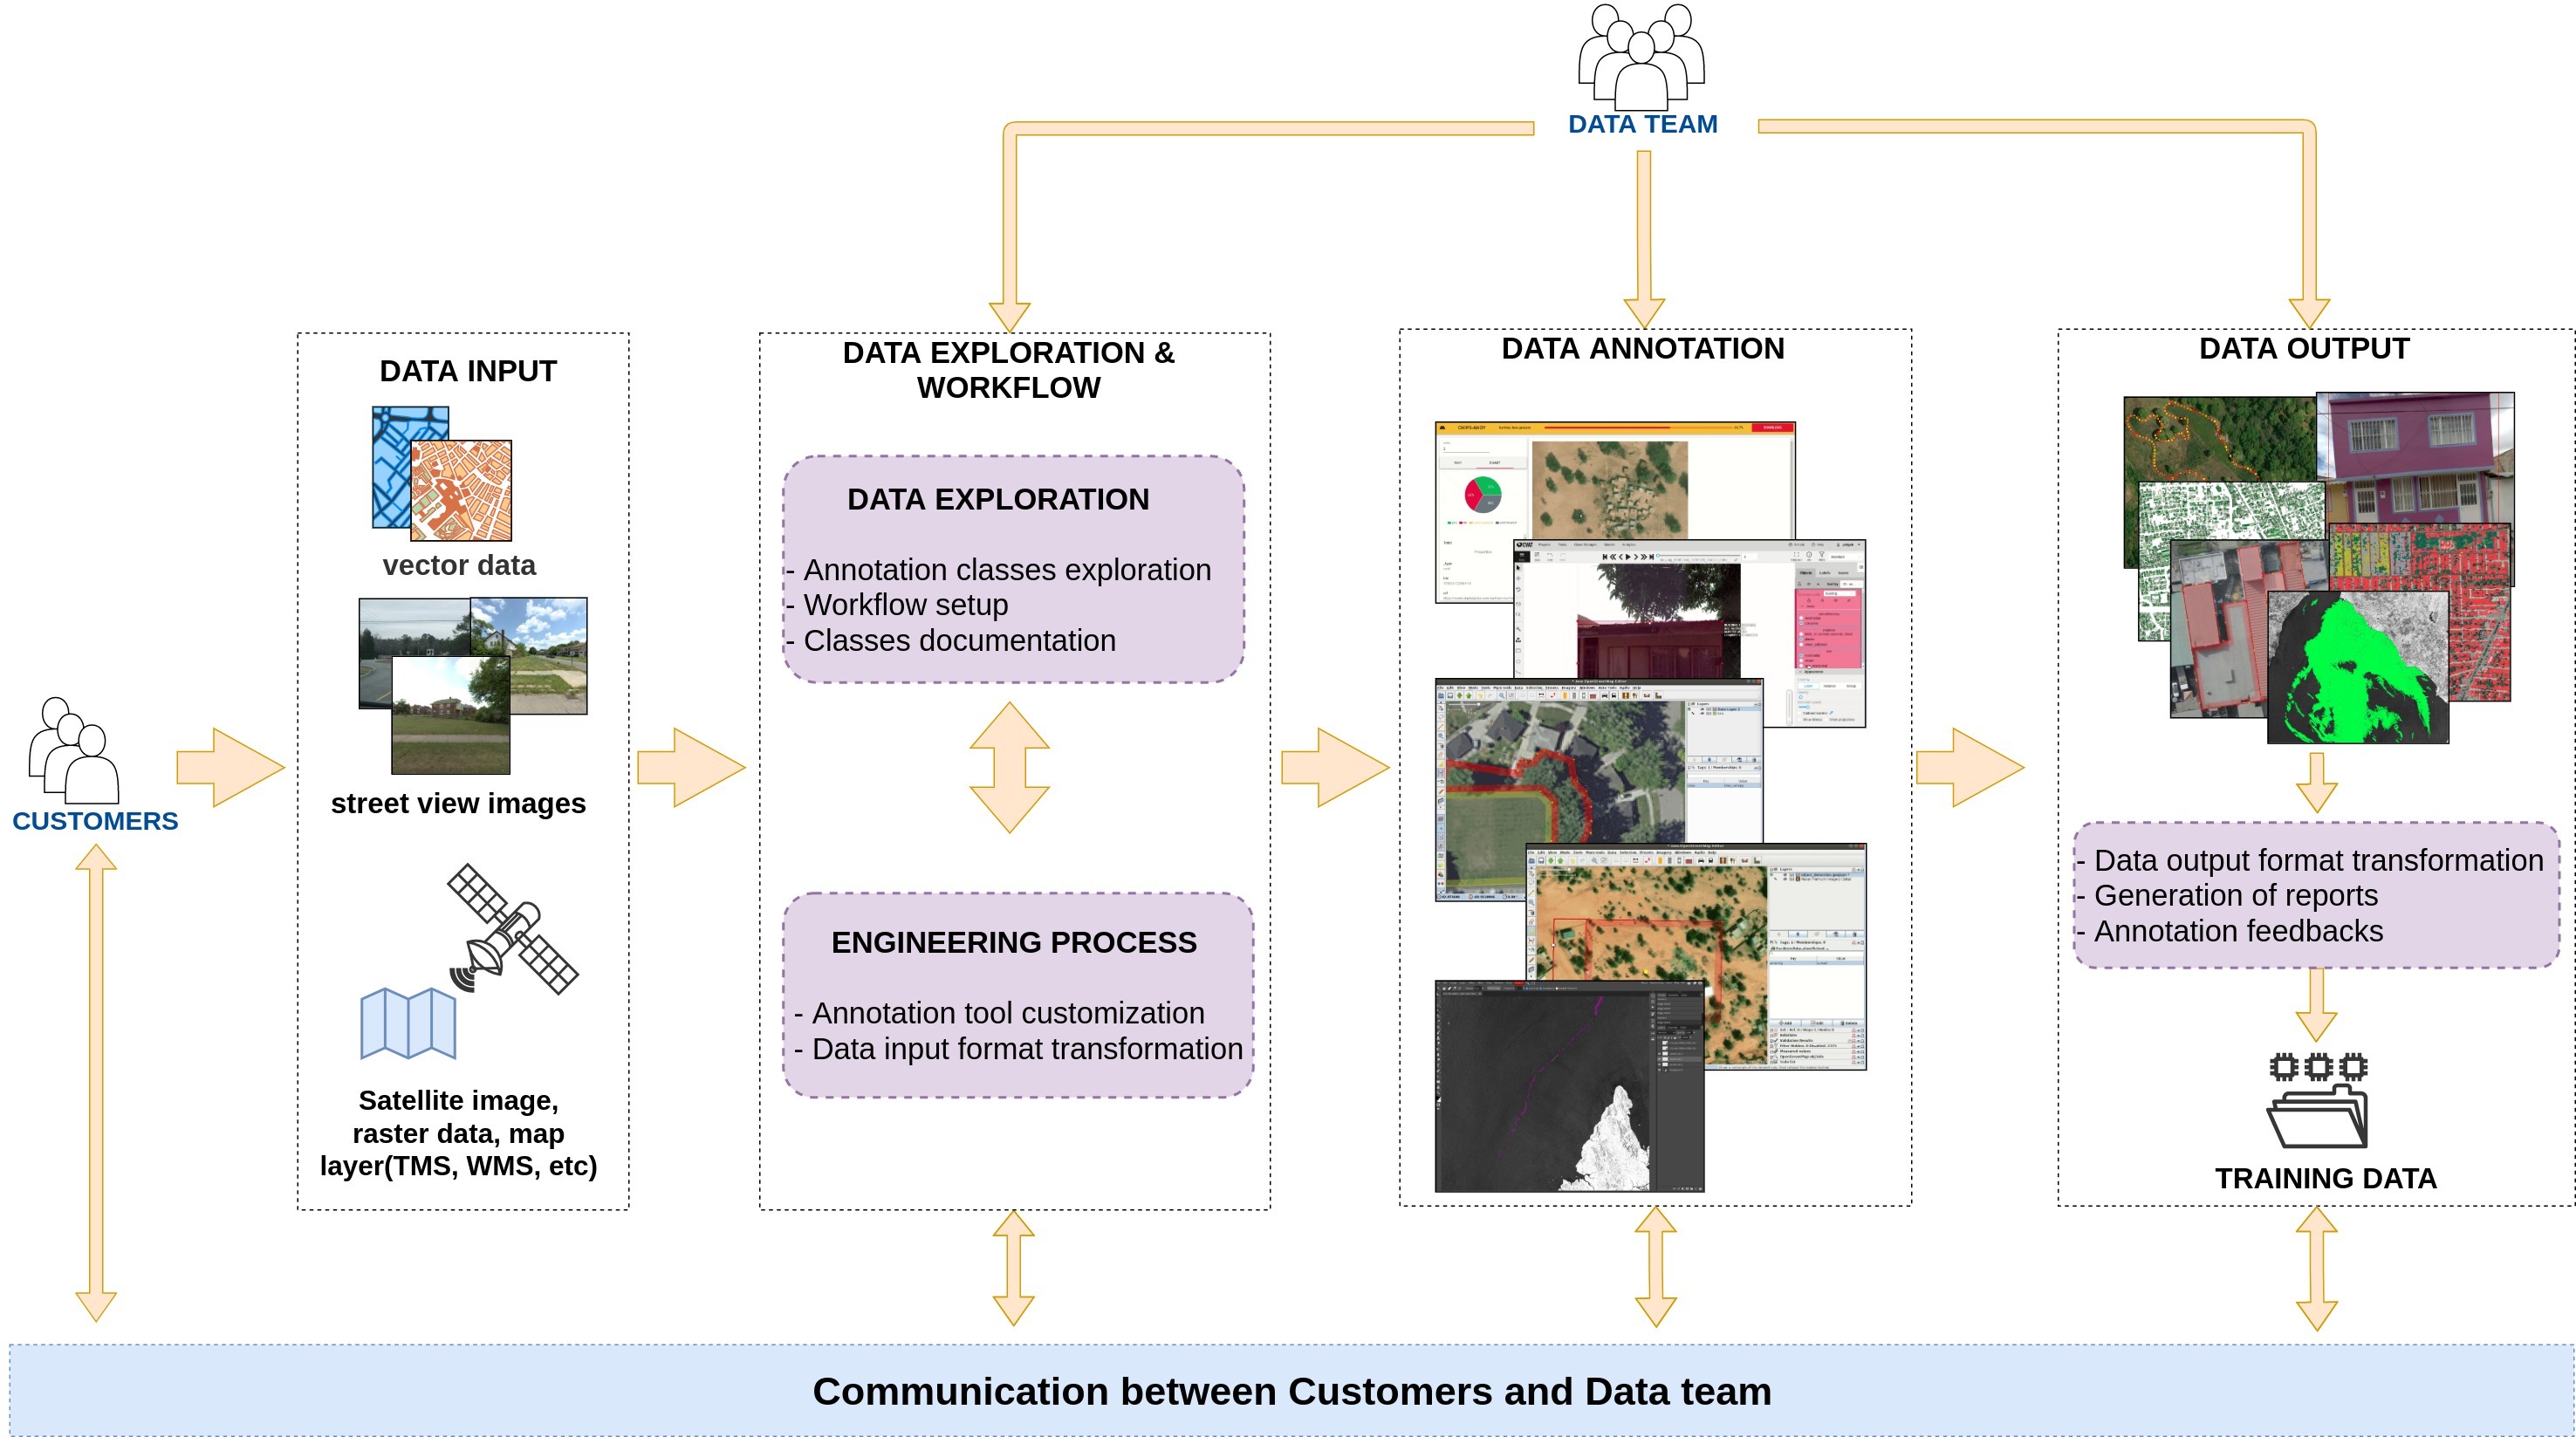 DATA TEAM
CUSTOMERS
DATA INPUT
vector data
street view images
Satellite image,
raster data, map
layer(TMS, WMS, etc)
DATA EXPLORATION &
WORKFLOW
DATA EXPLORATION
- Annotation classes exploration
- Workflow setup
- Classes documentation
ENGINEERING PROCESS
- Annotation tool customization
- Data input format transformation
DATA ANNOTATION
DATA OUTPUT
- Data output format transformation
- Generation of reports
- Annotation feedbacks
TRAINING DATA
Communication between Customers and Data team